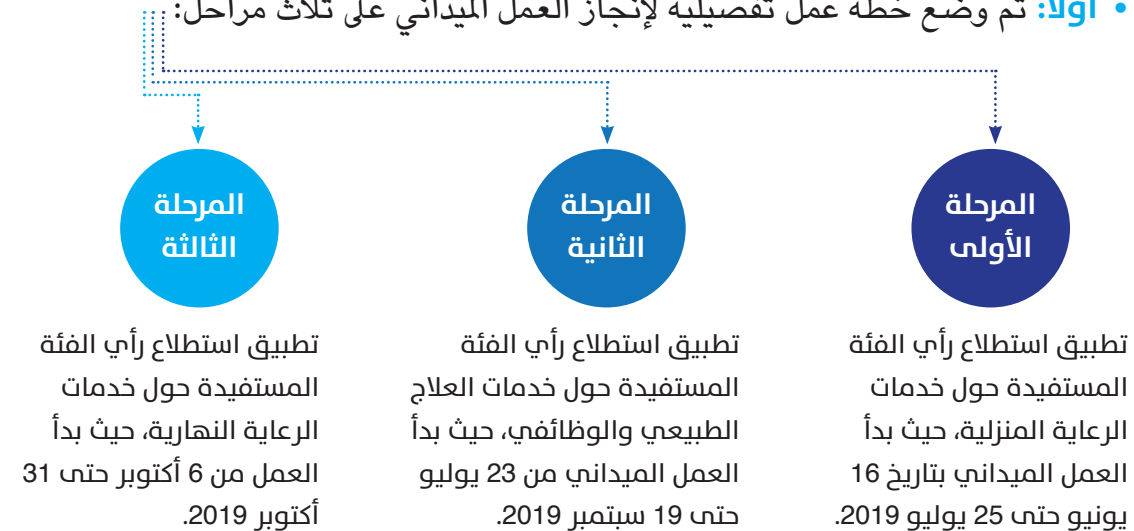 • أولاً: تم وضع خطة عمل تفصيلية لإنجاز العمل الميداني على ثلاث مراحل:
المرحلة
الأولى
تطبيق استطلاع رأي الفئة
المستفيدة حول خدمات
الرعاية المنزلية، حيث بدأ
العمل الميداني بتاريخ 16
يونيو حتى 25 يوليو 2019.
المرحلة
الثانية
تطبيق استطلاع رأي الفئة
المستفيدة حول خدمات العلاج
الطبيعي والوظائفي، حيث بدأ
العمل الميداني من 23 يوليو
حتى 19 سبتمبر 2019.
المرحلة
الثالثة
تطبيق استطلاع رأي الفئة
المستفيدة حول خدمات
الرعاية النهارية، حيث بدأ
العمل من 6 أكتوبر حتى 31
أكتوبر 2019.